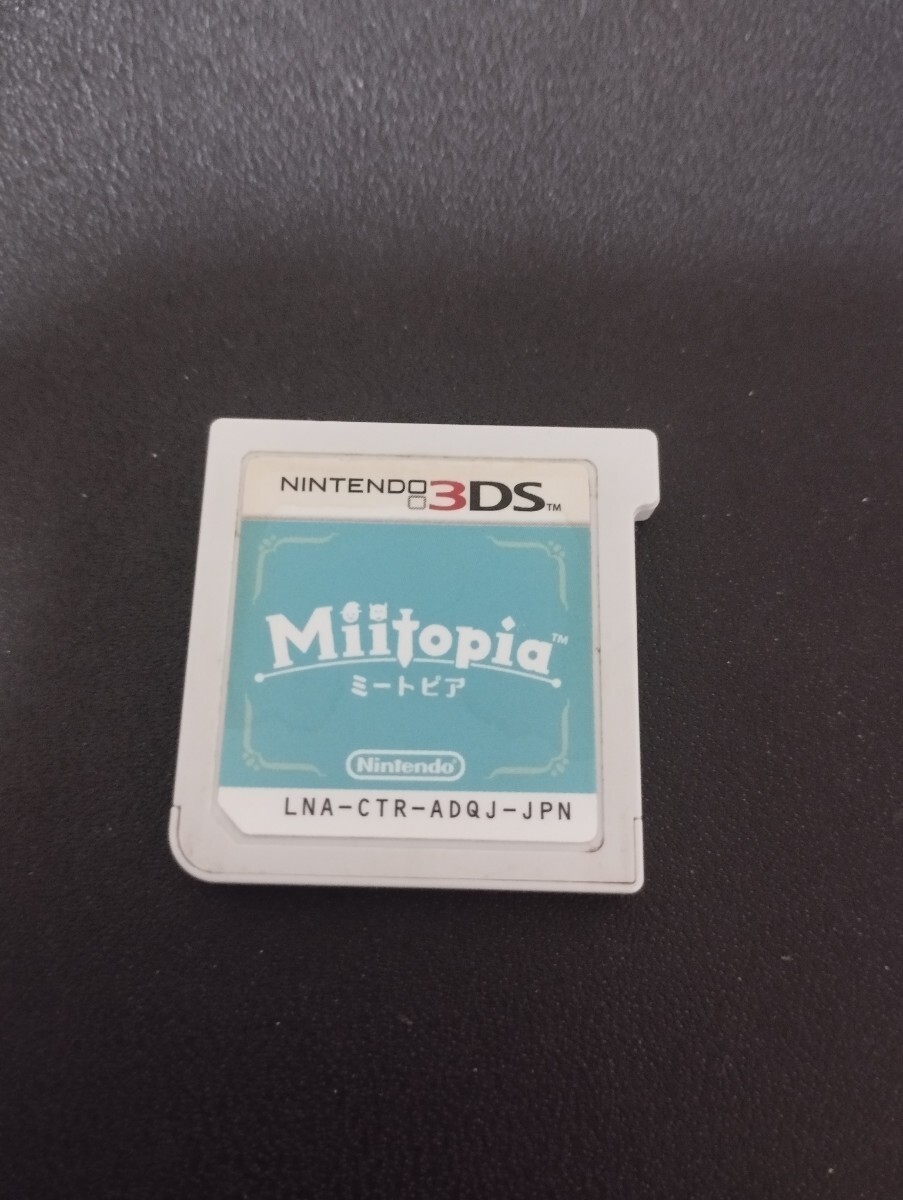 NINTENDO 3DS™
Miitopia™
ミートピア
Nintendo
LNA-CTR-ADQJ-JPN